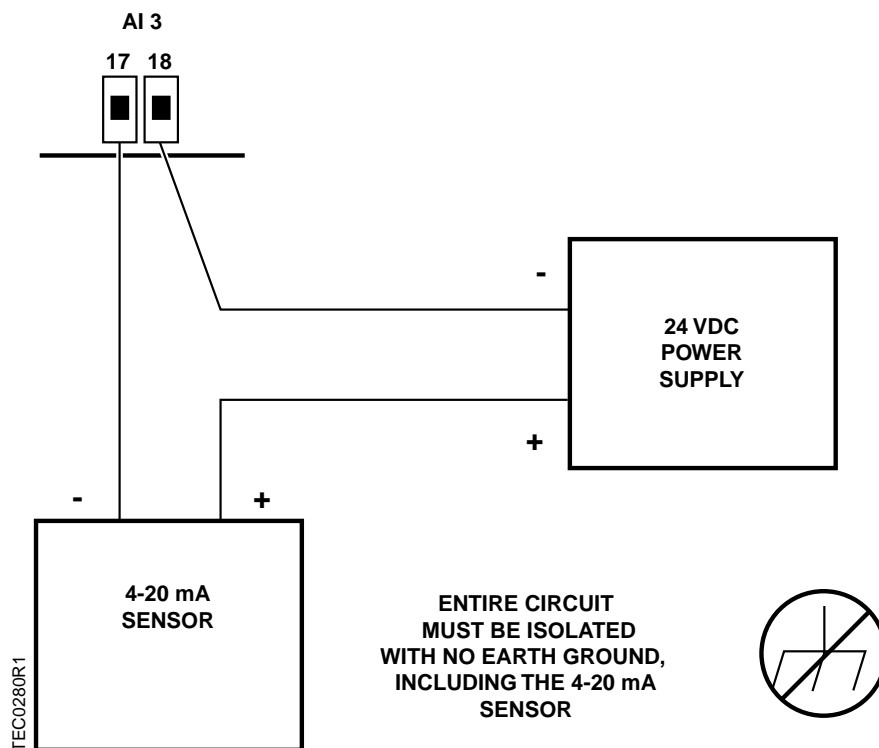 AI 3
17 18
-
24 VDC
POWER
SUPPLY
+
- +
4-20 mA
SENSOR
ENTIRE CIRCUIT
MUST BE ISOLATED
WITH NO EARTH GROUND,
INCLUDING THE 4-20 mA
SENSOR
TEC0280R1